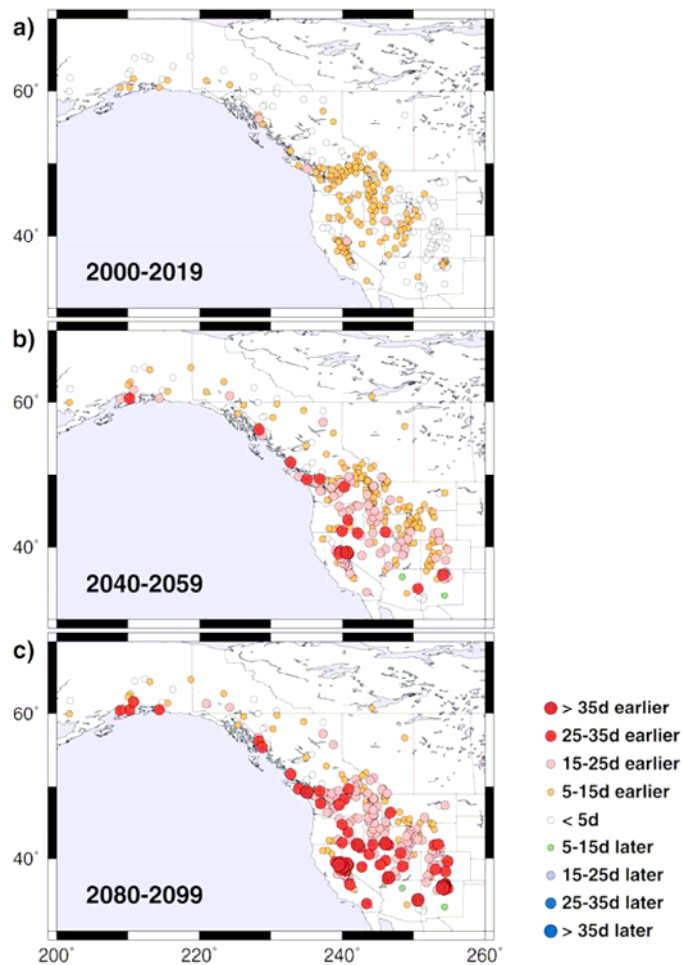 a)
60°
40°
2000-2019
b)
60°
40°
2040-2059
c)
60°
40°
2080-2099
200°
220°
240°
260°
> 35d earlier
25-35d earlier
15-25d earlier
5-15d earlier
< 5d
5-15d later
15-25d later
25-35d later
> 35d later